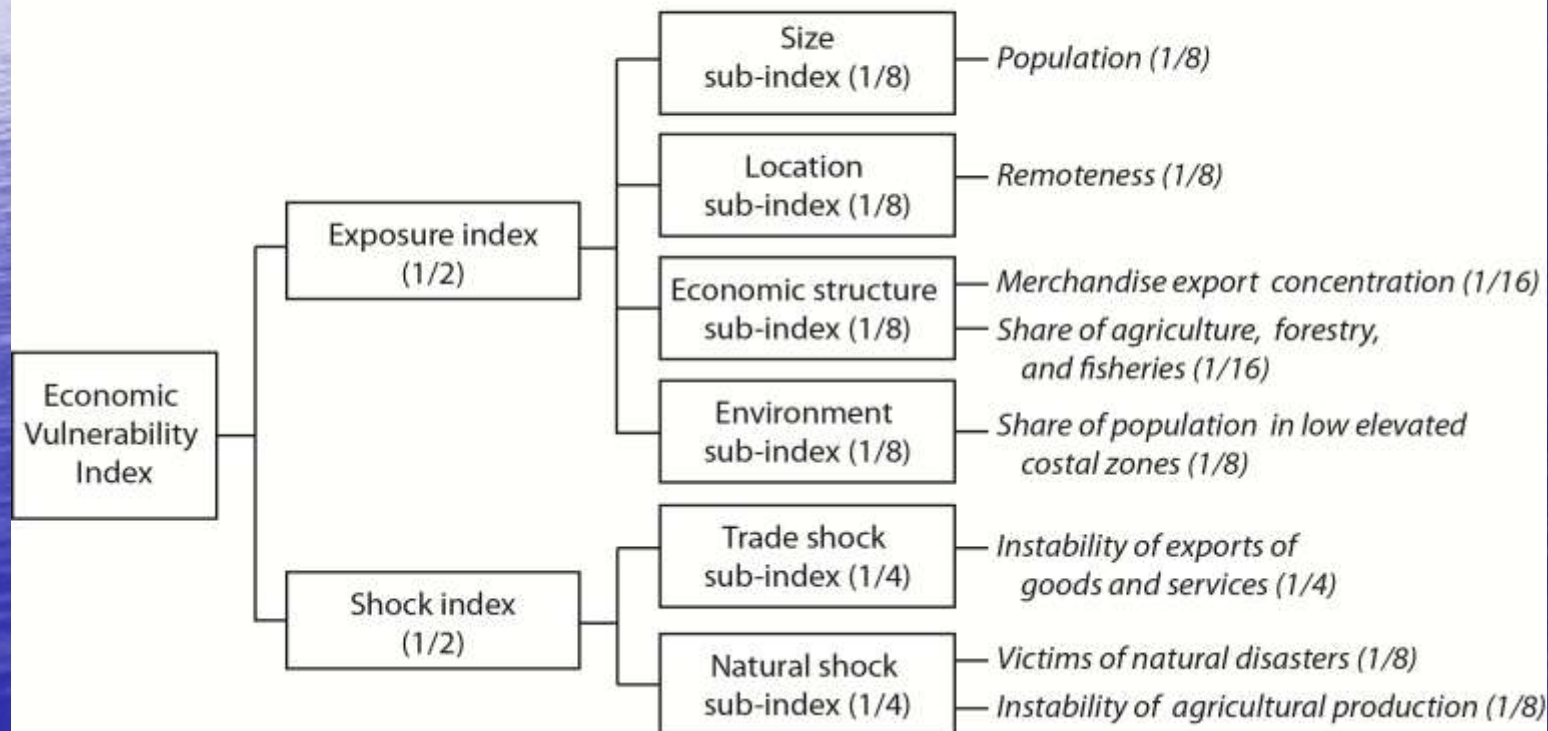 Economic
Vulnerability
Index
Exposure index
(1/2)
Shock index
(1/2)
Size
sub-index (1/8)
Location
sub-index (1/8)
Economic structure
sub-index (1/8)
Environment
sub-index (1/8)
Trade shock
sub-index (1/4)
Natural shock
sub-index (1/4)
Population (1/8)
Remoteness (1/8)
Merchandise export concentration (1/16)
Share of agriculture, forestry,
and fisheries (1/16)
Share of population in low elevated
costal zones (1/8)
Instability of exports of
goods and services (1/4)
Victims of natural disasters (1/8)
Instability of agricultural production (1/8)